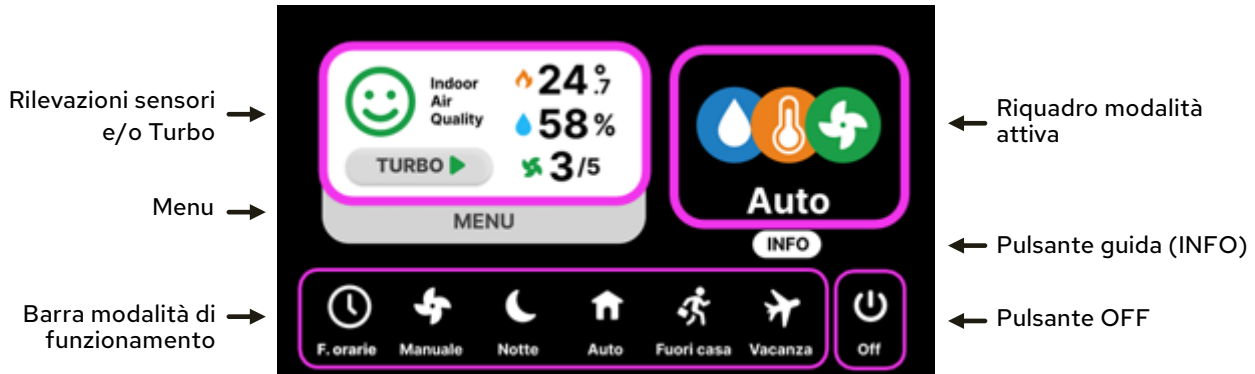 Rilevazioni sensori
e/o Turbo
Menu
Barra modalità di
funzionamento
Indoor
Air
Quality
24°.7
58%
3/5
TURBO
MENU
Auto
INFO
F. orarie
Manuale
Notte
Auto
Fuori casa
Vacanza
Off
Riquadro modalità
attiva
Pulsante guida (INFO)
Pulsante OFF